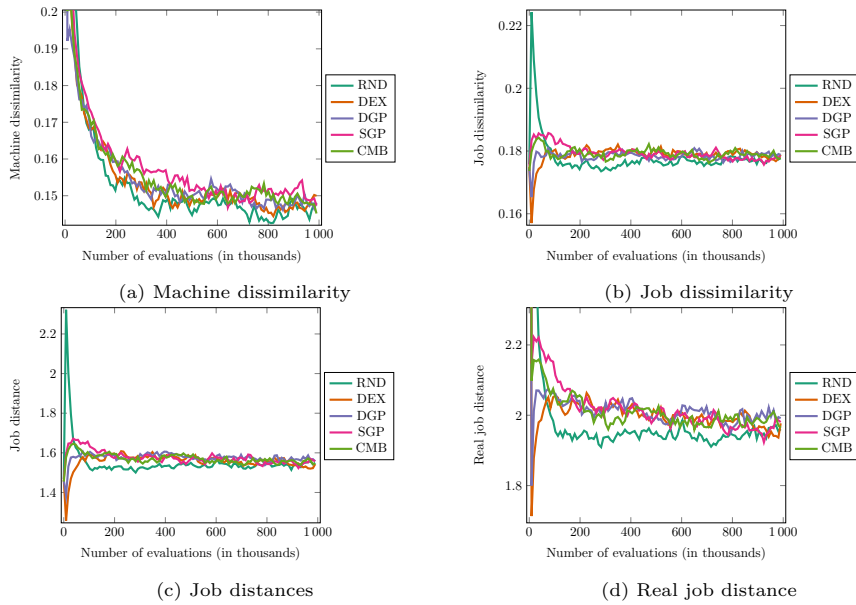 0.2
0.19
0.18
0.17
0.16
0.15
Machine dissimilarity
0 200 400 600 800 1 000
Number of evaluations (in thousands)
RND
DEX
DGP
SGP
CMB
(a) Machine dissimilarity
0.22
0.2
0.18
0.16
Job dissimilarity
0 200 400 600 800 1 000
Number of evaluations (in thousands)
RND
DEX
DGP
SGP
CMB
(b) Job dissimilarity
2.2
2
1.8
1.6
1.4
Job distance
0 200 400 600 800 1 000
Number of evaluations (in thousands)
RND
DEX
DGP
SGP
CMB
(c) Job distances
2.2
2
1.8
Real job distance
0 200 400 600 800 1 000
Number of evaluations (in thousands)
RND
DEX
DGP
SGP
CMB
(d) Real job distance